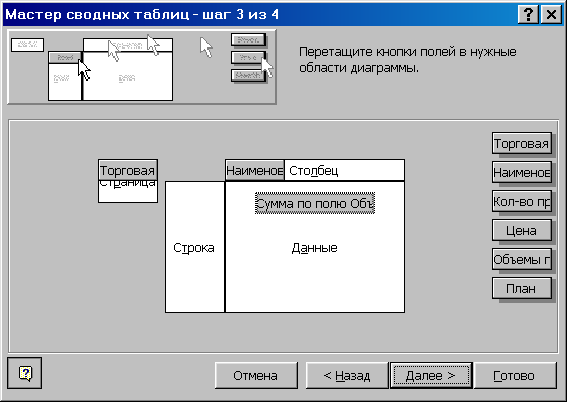 Мастер сводных таблиц - шаг 3 из 4
Перетащите кнопки полей в нужные
области диаграммы.
Торговая
Страница
Наименов
Столбец
Сумма по полю Объ
Строка
Данные
Торговая
Наименов
Кол-во пр
Цена
Объемы п
План
Отмена
< Назад
Далее >
Готово